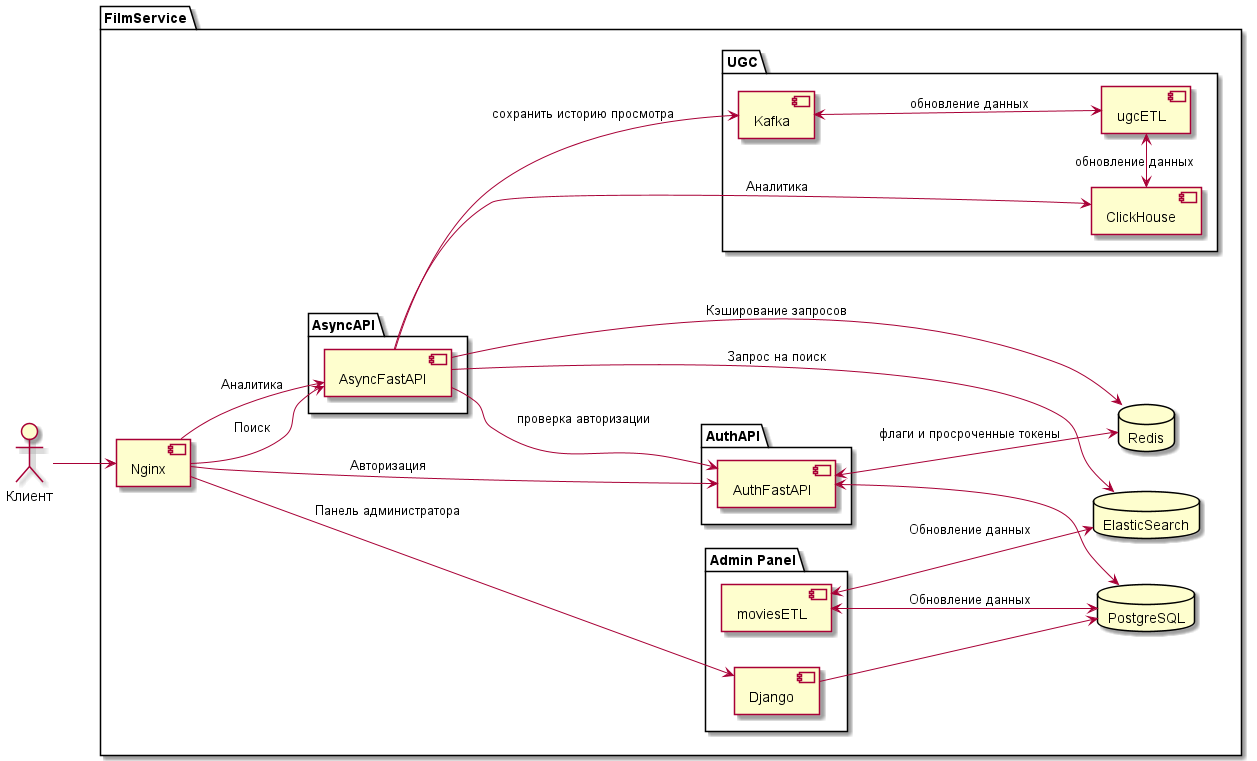 FilmService
UGC
Kafka
обновление данных
ugcETL
сохранить историю просмотра
обновление данных
Аналитика
ClickHouse
Кэширование запросов
AsyncAPI
AsyncFastAPI
Запрос на поиск
Аналитика
Поиск
проверка авторизации
AuthAPI
флаги и просроченные токены
Redis
Nginx
Авторизация
AuthFastAPI
Клиент
Панель администратора
ElasticSearch
Обновление данных
Admin Panel
moviesETL
Обновление данных
PostgreSQL
Django